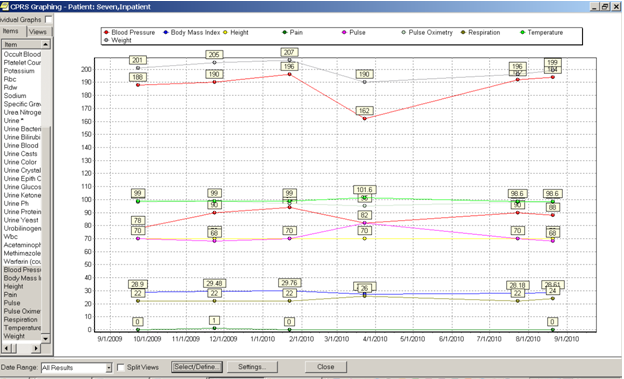 CPRS Graphing - Patient: Seven,Inpatient
Individual Graphs
Items Views
Item
Occult Blood
Platelet Cour
Potassium
Rbc
Rdw
Sodium
Specific Grav
Urea Nitroge
Urine *
Urine Bacteri
Urine Bilirubi
Urine Blood
Urine Casts
Urine Color
Urine Crystal
Urine Epith C
Urine Glucos
Urine Ketone
Urine Ph
Urine Protein
Urine Yeast
Urobilinogen
Wbc
Acetaminoph
Methimazole
Warfarin (cou
Blood Pressu
Body Mass I
Height
Pain
Pulse
Pulse Oxime
Respiration
Temperature
Weight
Blood Pressure Body Mass Index Height Pain Pulse Pulse Oximetry Respiration Temperature
Weight
200
190
180
170
160
150
140
130
120
110
100
90
80
70
60
50
40
30
20
10
0
201 205 207 190 196 199
188 190 196 162 194
99 99 99 101.6 98.6 98.6
78 90 82 90 88
70 68 70 70 70 68
28.9 29.48 29.76 26 28.18 28.61
22 22 22 22 24
0 1 0 0
9/1/2009 10/1/2009 11/1/2009 12/1/2009 1/1/2010 2/1/2010 3/1/2010 4/1/2010 5/1/2010 6/1/2010 7/1/2010 8/1/2010 9/1/2010
Date Range: All Results Split Views Select/Define... Settings... Close